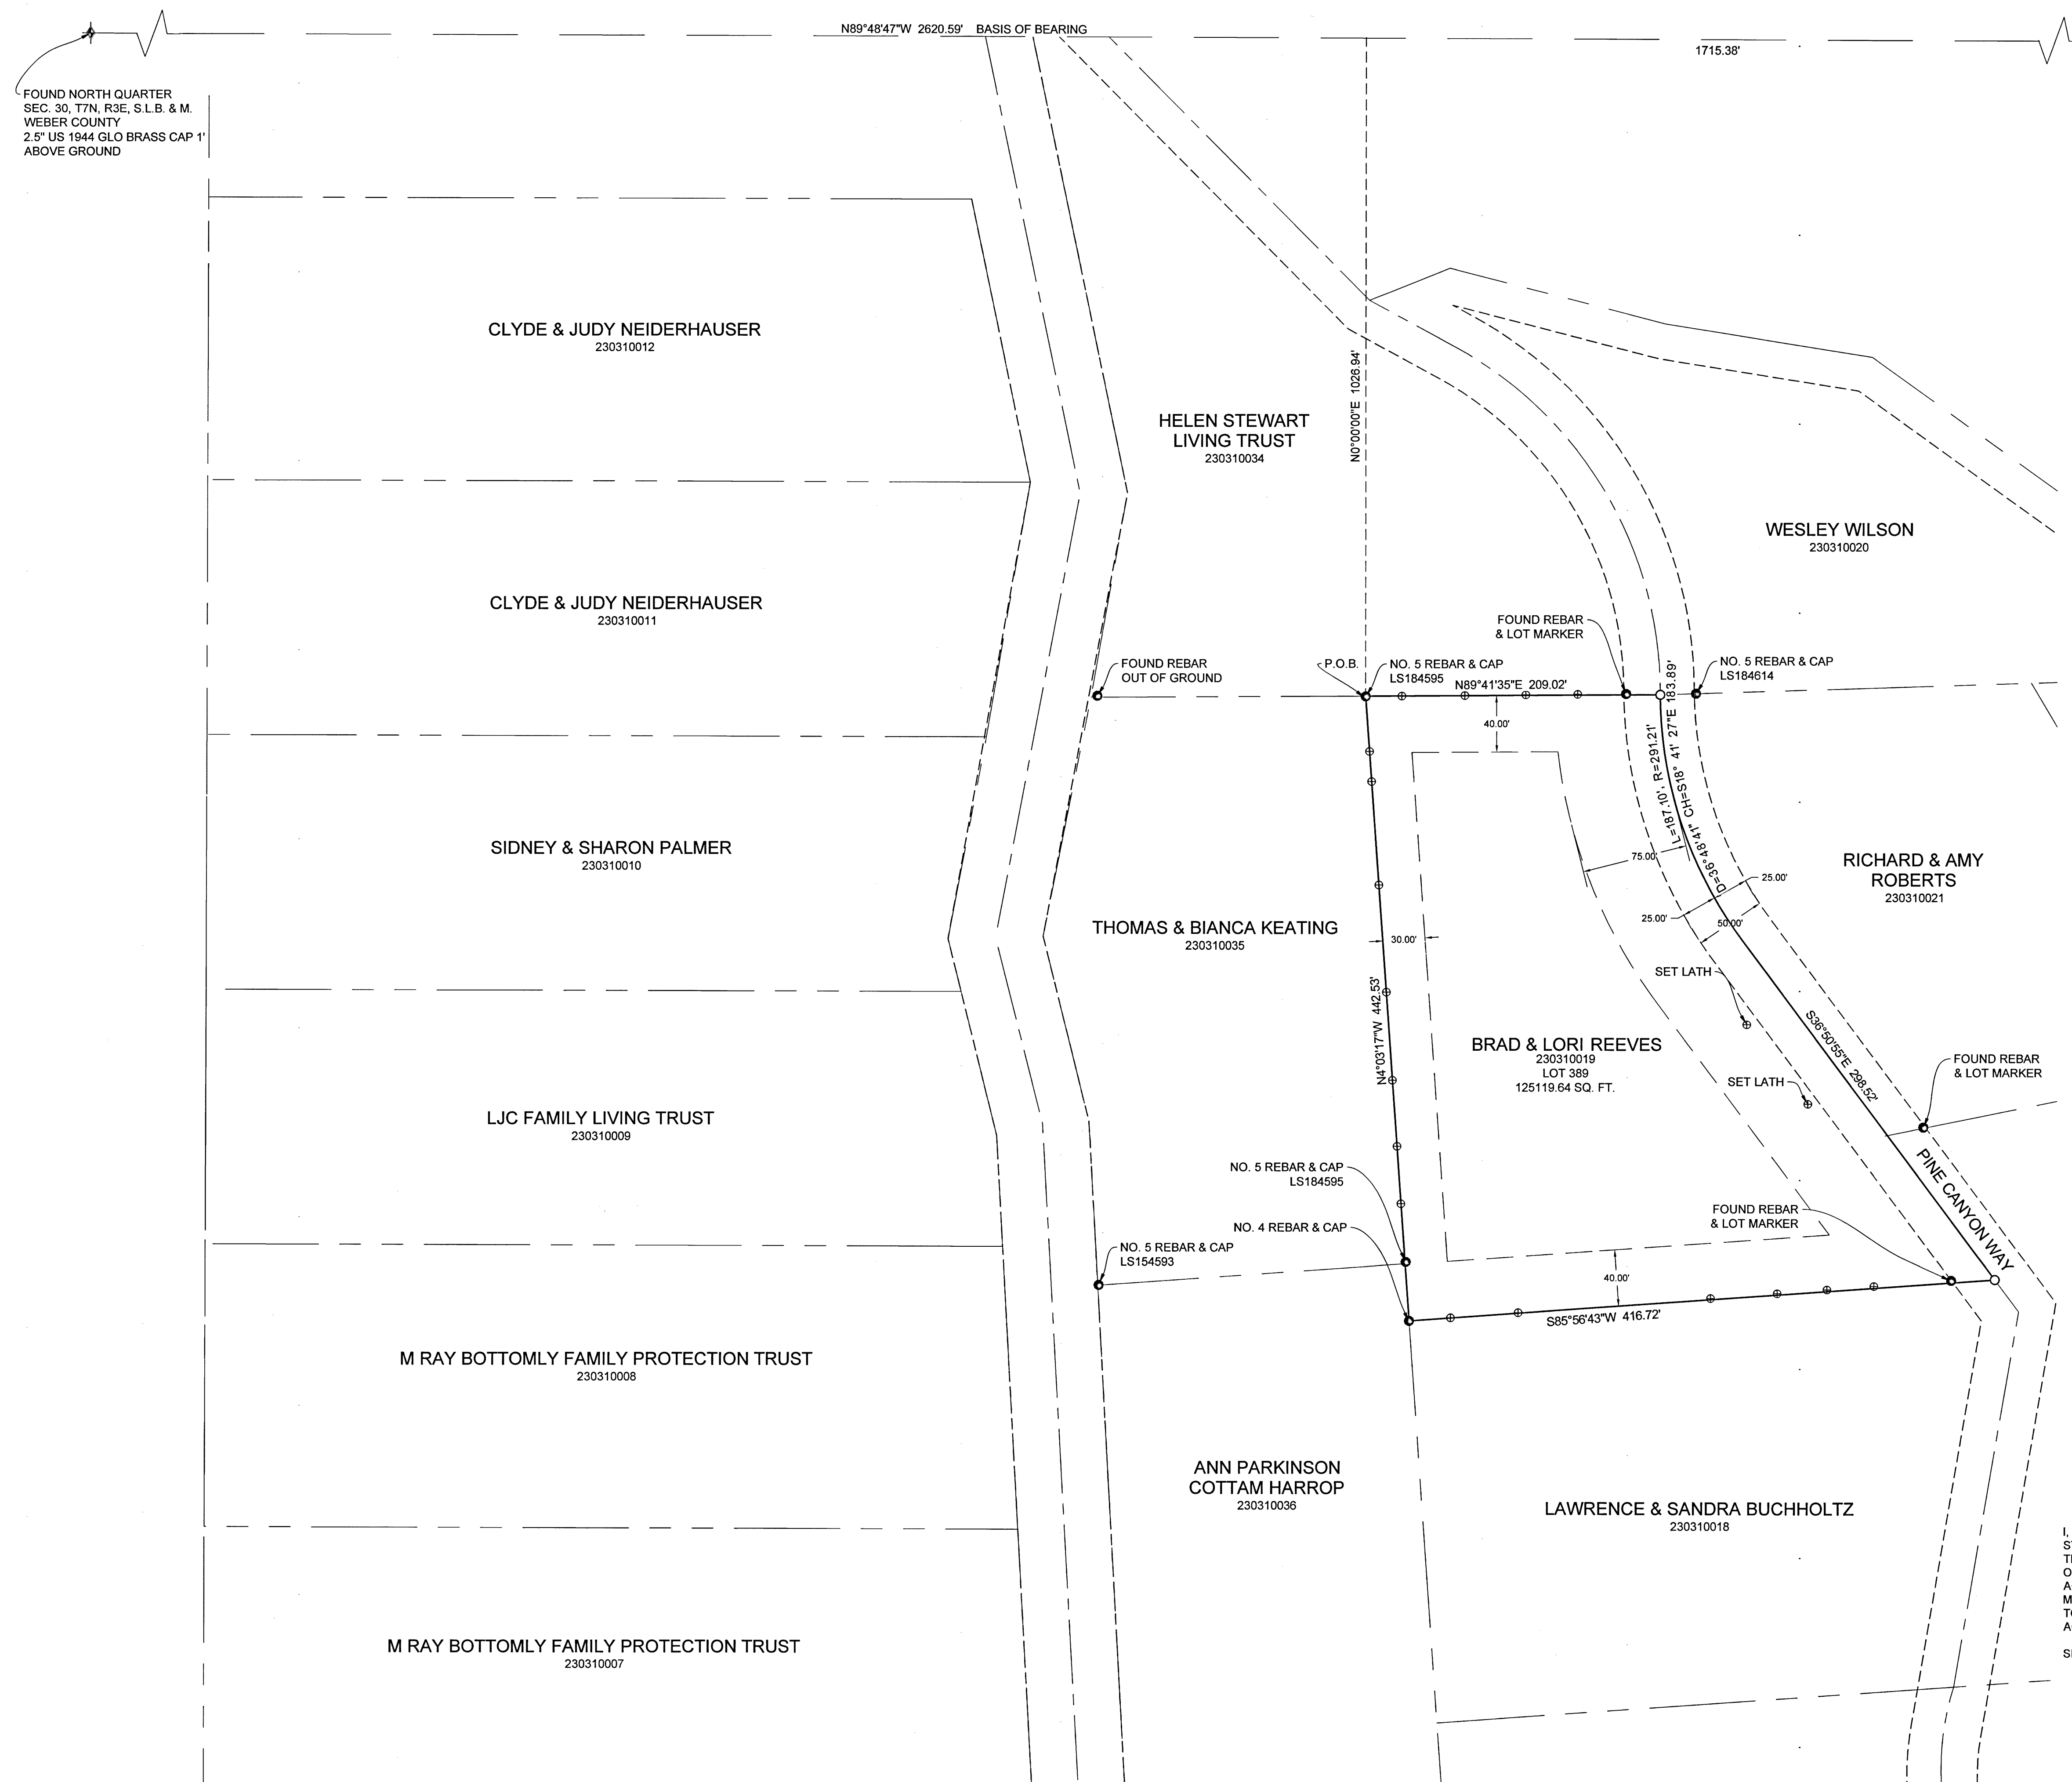 N89°48'47"W 2620.59' BASIS OF BEARING
1715.38'
FOUND NORTH QUARTER
SEC. 30, T7N, R3E, S.L.B. & M.
WEBER COUNTY
2.5" US 1944 GLO BRASS CAP 1'
ABOVE GROUND
CLYDE & JUDY NEIDERHAUSER
230310012
HELEN STEWART
LIVING TRUST
230310034
N0°00'00"E 1026.94'
WESLEY WILSON
230310020
CLYDE & JUDY NEIDERHAUSER
230310011
FOUND REBAR
& LOT MARKER
FOUND REBAR
OUT OF GROUND
P.O.B.
NO. 5 REBAR & CAP
LS184595
N89°41'35"E 209.02'
NO. 5 REBAR & CAP
LS184614
40.00'
L=187.10', R=291.21'
D=36°48'41" CH=S18° 41' 27"E 183.89'
SIDNEY & SHARON PALMER
230310010
75.00'
25.00'
RICHARD & AMY
ROBERTS
230310021
25.00'
50.00'
THOMAS & BIANCA KEATING
230310035
30.00'
SET LATH
N4°03'17"W 442.53'
BRAD & LORI REEVES
230310019
LOT 389
125119.64 SQ. FT.
S36°50'55"E 298.52'
FOUND REBAR
& LOT MARKER
SET LATH
LJC FAMILY LIVING TRUST
230310009
NO. 5 REBAR & CAP
LS184595
PINE CANYON WAY
FOUND REBAR
& LOT MARKER
NO. 4 REBAR & CAP
NO. 5 REBAR & CAP
LS154593
40.00'
S85°56'43"W 416.72'
M RAY BOTTOMLY FAMILY PROTECTION TRUST
230310008
ANN PARKINSON
COTTAM HARROP
230310036
LAWRENCE & SANDRA BUCHHOLTZ
230310018
M RAY BOTTOMLY FAMILY PROTECTION TRUST
230310007
I,